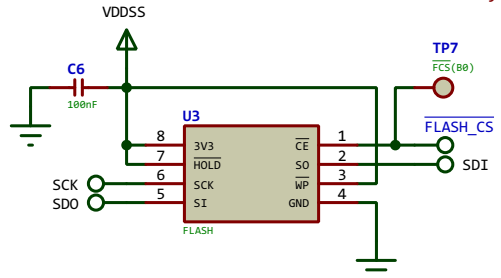 VDDSS
C6
100nF
TP7
FCS(B0)
FLASH_CS
U3
8 3V3 CE 1
7 HOLD SO 2 SDI
SCK 6 SCK WP 3
SDO 5 SI GND 4
FLASH